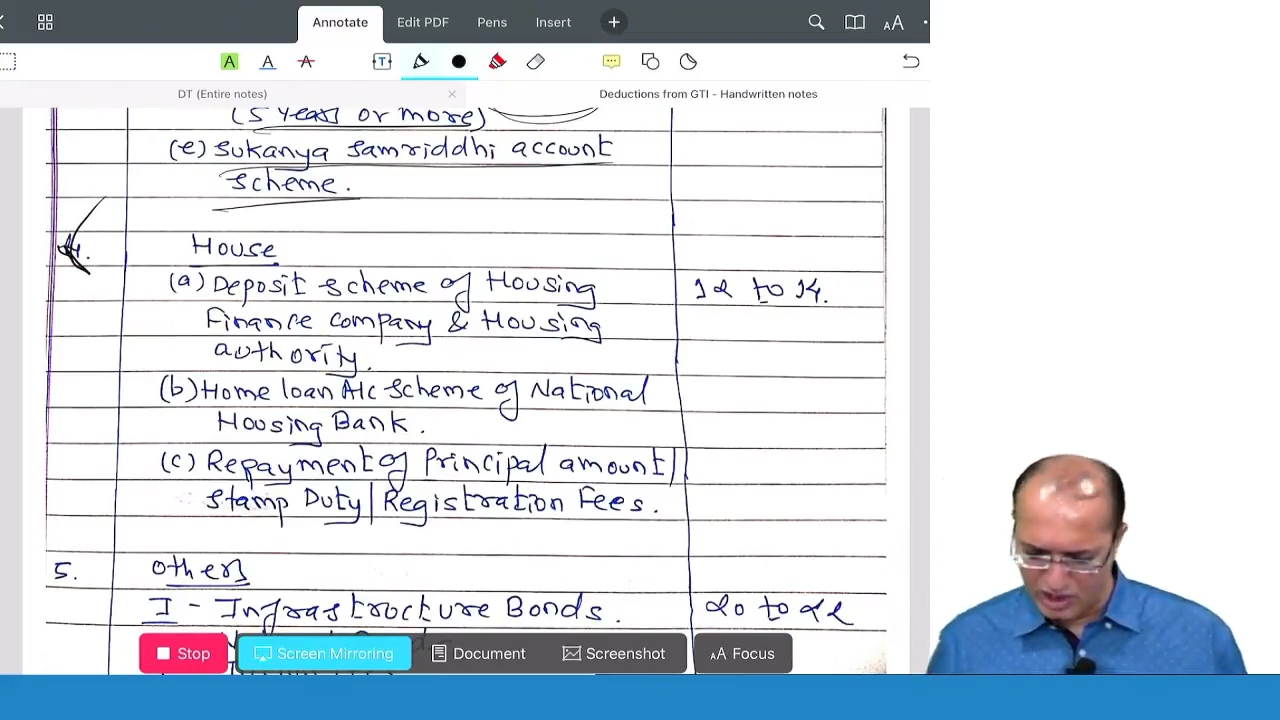 Annotate Edit PDF Pens Insert
DT (Entire notes) Deductions from GTI - Handwritten notes
(5 Years or more)
(e) Sukanya Samriddhi account
Scheme.
4. House
(a) Deposit Scheme of Housing 12 to 14.
Finance company & Housing
authority.
(b) Home loan A/c Scheme of National
Housing Bank.
(c) Repayment of Principal amount/
Stamp Duty/Registration Fees.
5. Others
I - Infrastructure Bonds. 20 to 22
Stop Screen Mirroring Document Screenshot AA Focus